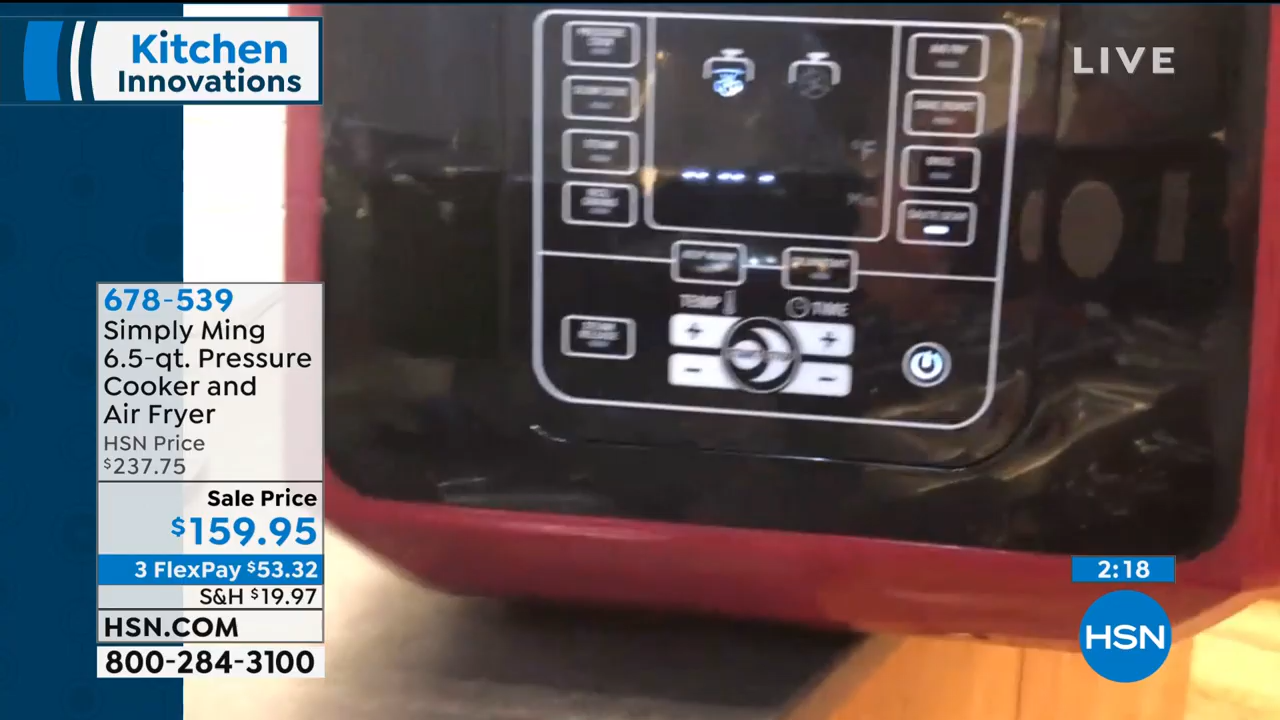 Kitchen
Innovations
LIVE
678-539
Simply Ming
6.5-qt. Pressure
Cooker and
Air Fryer
HSN Price
$237.75
Sale Price
$159.95
3 FlexPay $53.32
S&H $19.97
HSN.COM
800-284-3100
STEAM
°F
Min
TEMP
TIME
+ +
- -
2:18
HSN